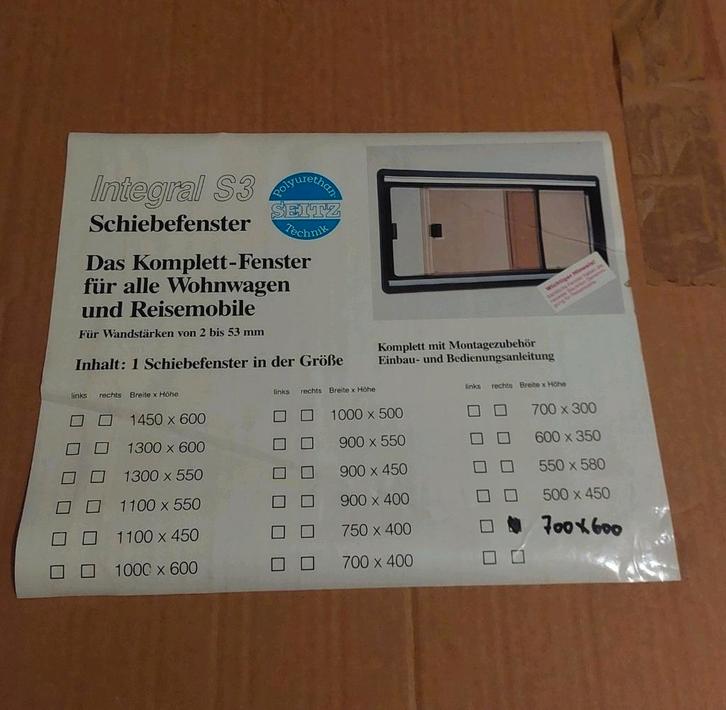 Integral S3
Schiebefenster
Polyurethan
SEITZ
Technik
Das Komplett-Fenster
für alle Wohnwagen
und Reisemobile
Für Wandstärken von 2 bis 53 mm
Wichtiger Hinweis!
Komplett mit Montagezubehör
Einbau- und Bedienungsanleitung
Inhalt: 1 Schiebefenster in der Größe
links rechts Breite x Höhe
1450 x 600
1300 x 600
1300 x 550
1100 x 550
1100 x 450
1000 x 600
links rechts Breite x Höhe
1000 x 500
900 x 550
900 x 450
900 x 400
750 x 400
700 x 400
links rechts Breite x Höhe
700 x 300
600 x 350
550 x 580
500 x 450
700 x 600